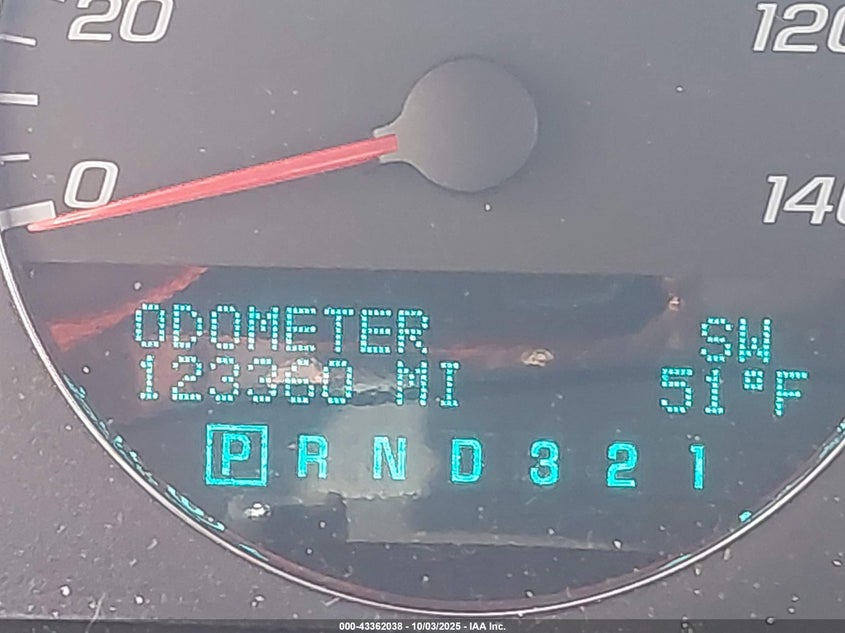 20
120
0
140
ODOMETER SW
123360 MI 51°F
P R N D 3 2 1
000-43362038 - 10/03/2025 - IAA Inc.